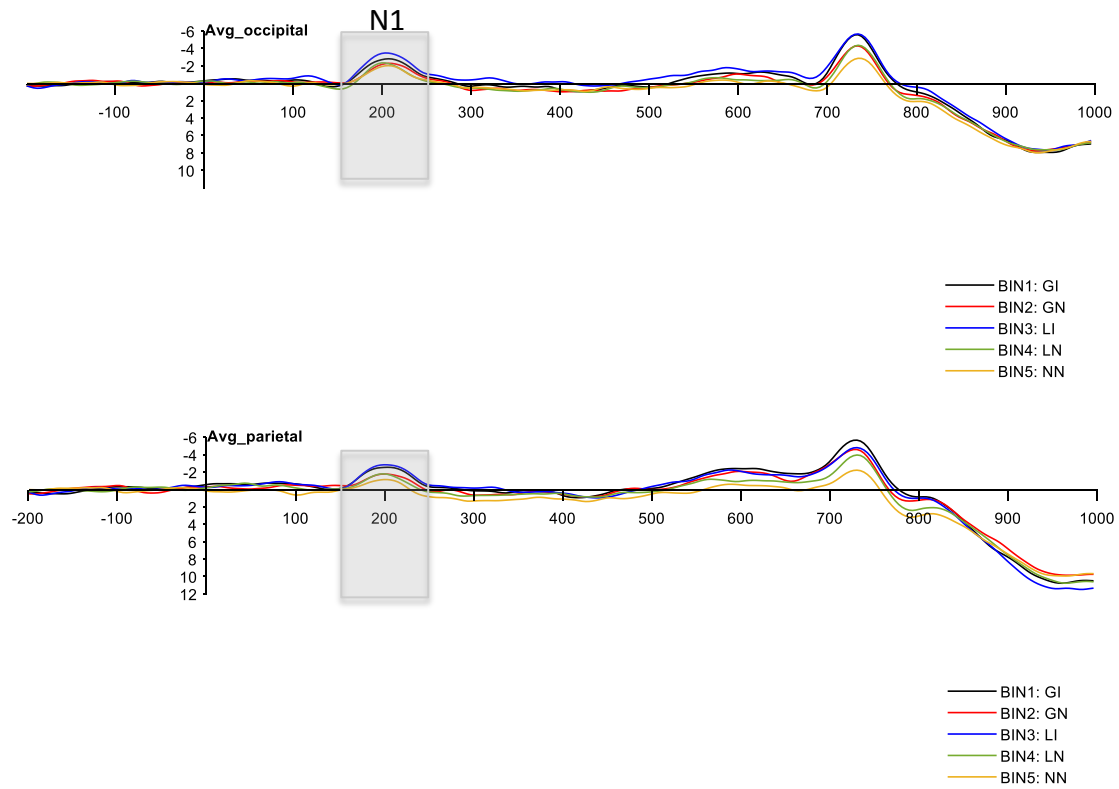 N1
Avg_occipital
-6
-4
-2
2
4
6
8
10
-100 100 200 300 400 500 600 700 800 900 1000
BIN1: GI
BIN2: GN
BIN3: LI
BIN4: LN
BIN5: NN
Avg_parietal
-6
-4
-2
2
4
6
8
10
12
-200 -100 100 200 300 400 500 600 700 800 900 1000
BIN1: GI
BIN2: GN
BIN3: LI
BIN4: LN
BIN5: NN